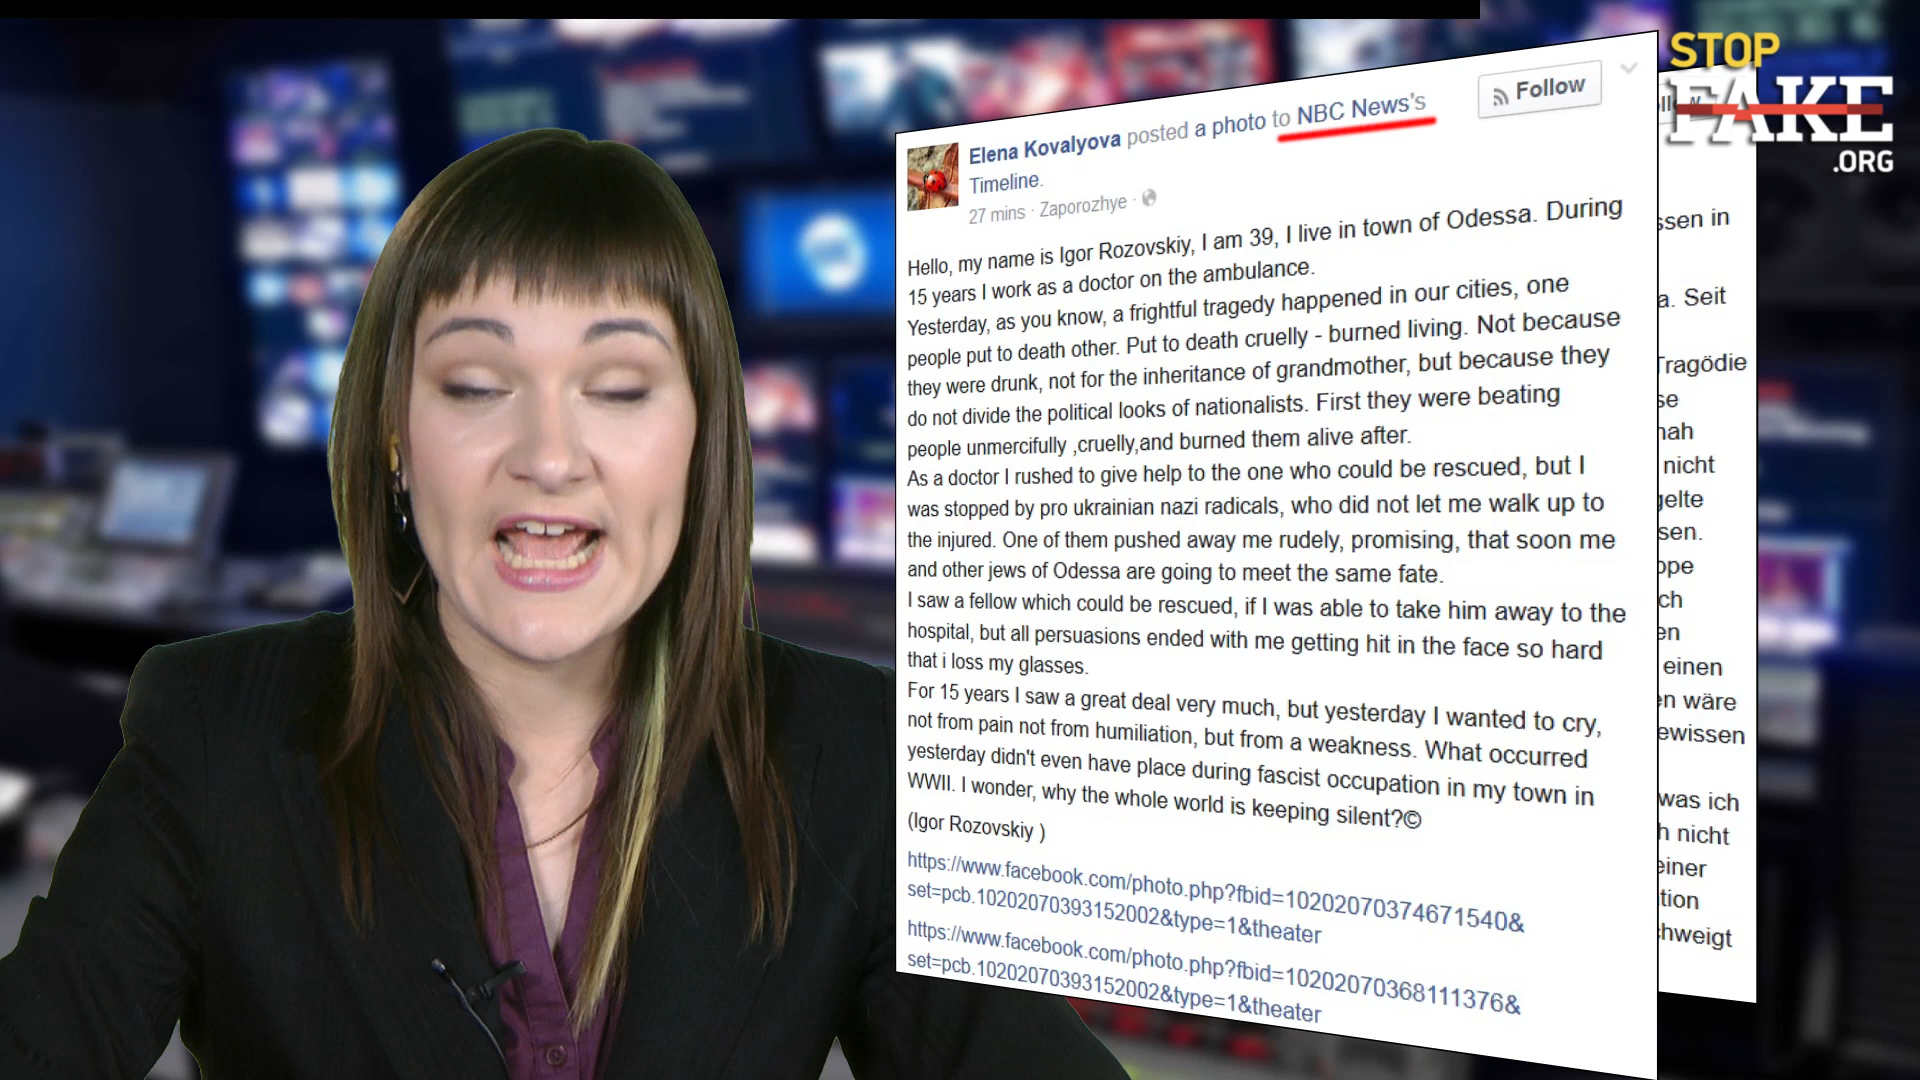 STOP
FAKE
.ORG
Follow
Elena Kovalyova posted a photo to NBC News's
Timeline.
27 mins · Zaporozhye ·
Hello, my name is Igor Rozovskiy, I am 39, I live in town of Odessa. During
15 years I work as a doctor on the ambulance.
Yesterday, as you know, a frightful tragedy happened in our cities, one
people put to death other. Put to death cruelly - burned living. Not because
they were drunk, not for the inheritance of grandmother, but because they
do not divide the political looks of nationalists. First they were beating
people unmercifully ,cruelly,and burned them alive after.
As a doctor I rushed to give help to the one who could be rescued, but I
was stopped by pro ukrainian nazi radicals, who did not let me walk up to
the injured. One of them pushed away me rudely, promising, that soon me
and other jews of Odessa are going to meet the same fate.
I saw a fellow which could be rescued, if I was able to take him away to the
hospital, but all persuasions ended with me getting hit in the face so hard
that i loss my glasses.
For 15 years I saw a great deal very much, but yesterday I wanted to cry,
not from pain not from humiliation, but from a weakness. What occurred
yesterday didn't even have place during fascist occupation in my town in
WWII. I wonder, why the whole world is keeping silent?©
(Igor Rozovskiy )
https://www.facebook.com/photo.php?fbid=10202070374671540&
set=pcb.10202070393152002&type=1&theater
https://www.facebook.com/photo.php?fbid=10202070368111376&
set=pcb.10202070393152002&type=1&theater
ssen in
a. Seit
Tragödie
se
nah
nicht
gelte
sen.
ppe
ch
en
einen
en wäre
ewissen
was ich
h nicht
einer
tion
chweigt